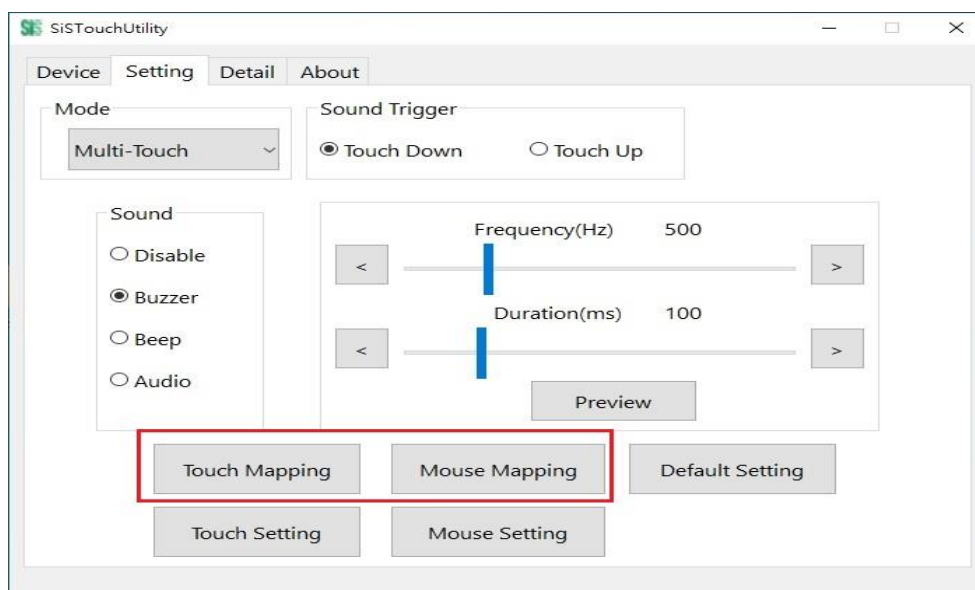 SiS SiSTouchUtility
Device Setting Detail About
Mode
Multi-Touch
Sound Trigger
Touch Down Touch Up
Sound
Disable
Buzzer
Beep
Audio
Frequency(Hz) 500
< >
Duration(ms) 100
< >
Preview
Touch Mapping Mouse Mapping Default Setting
Touch Setting Mouse Setting